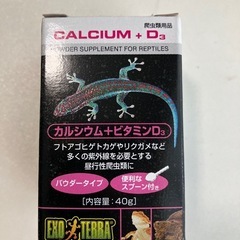 爬虫類用品
CALCIUM + D3
POWDER SUPPLEMENT FOR REPTILES
カルシウム+ビタミンD3
フトアゴヒゲトカゲやリクガメなど
多くの紫外線を必要とする
昼行性爬虫類に
パウダータイプ
便利な
スプーン付き
[内容量:40g]
EXO TERRA